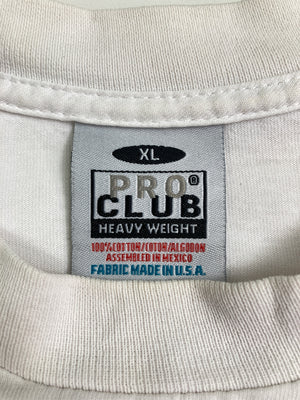 XL
PRO®
CLUB
HEAVY WEIGHT
100%COTTON/COTON/ALGODON
ASSEMBLED IN MEXICO
FABRIC MADE IN U.S.A.